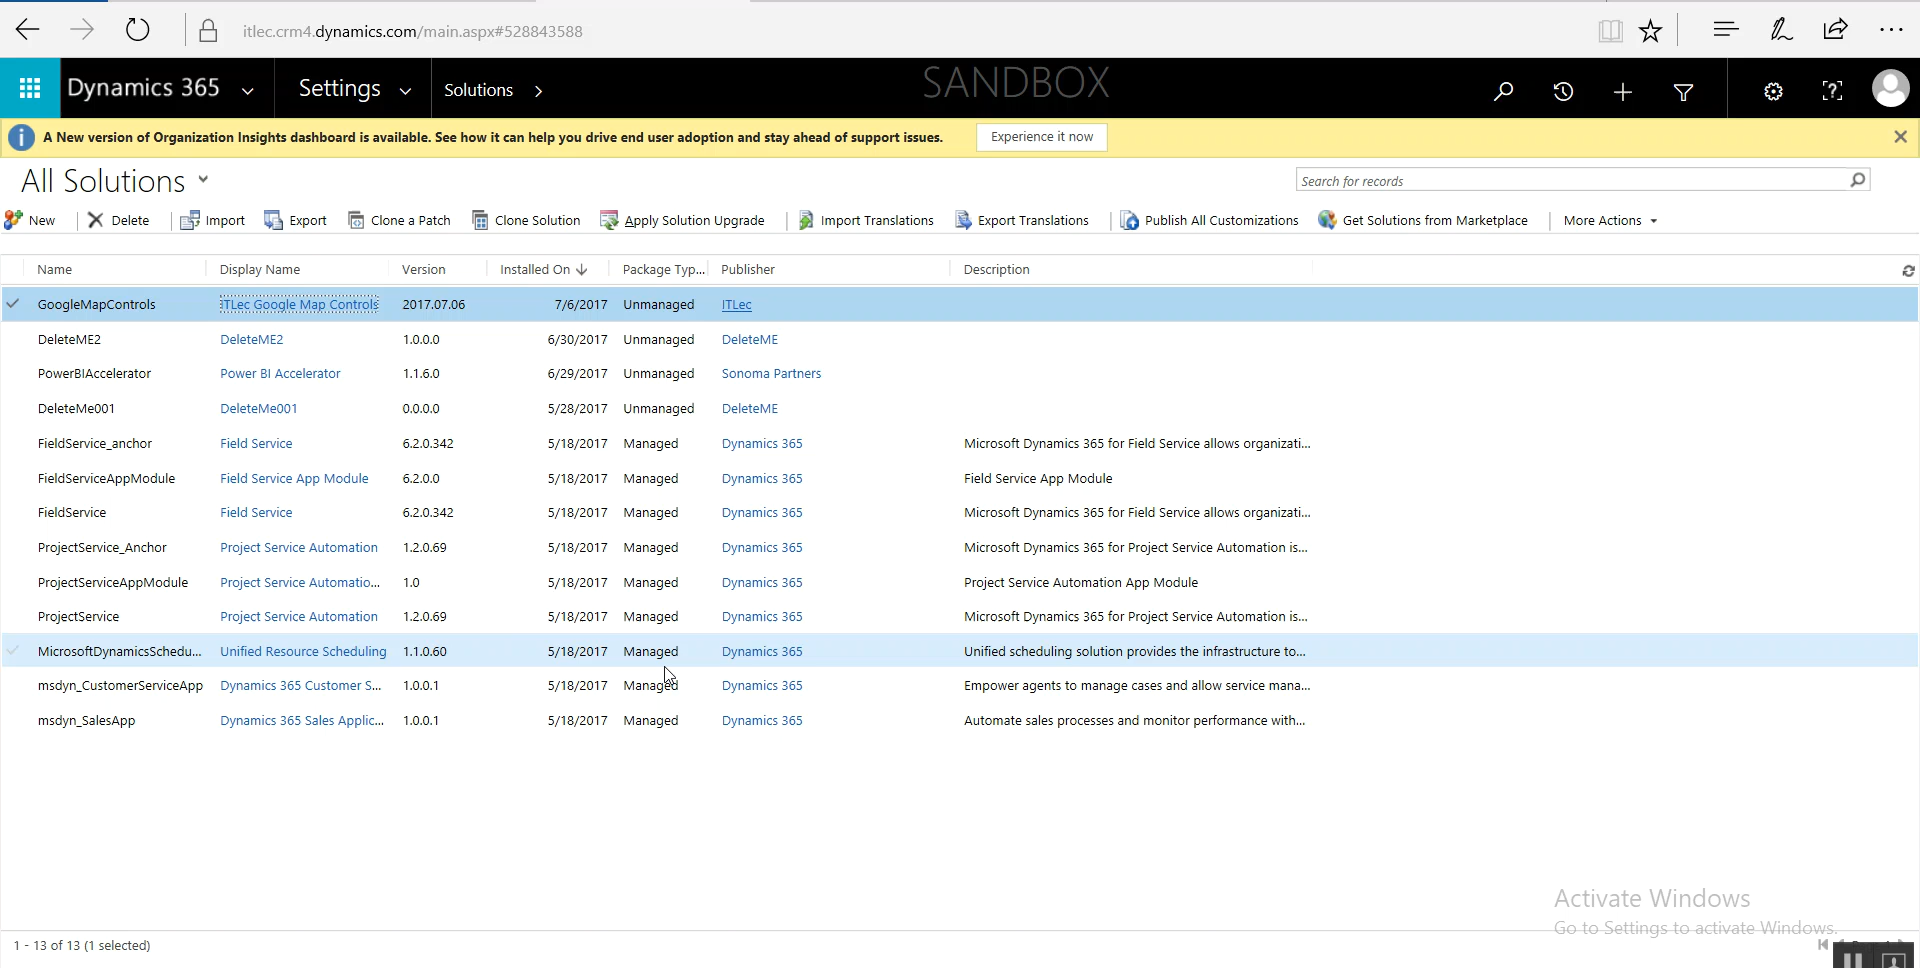 itlec.crm4.dynamics.com/main.aspx#528843588
Dynamics 365 Settings Solutions SANDBOX
A New version of Organization Insights dashboard is available. See how it can help you drive end user adoption and stay ahead of support issues. Experience it now
All Solutions
Search for records
New Delete Import Export Clone a Patch Clone Solution Apply Solution Upgrade Import Translations Export Translations Publish All Customizations Get Solutions from Marketplace More Actions
Name Display Name Version Installed On Package Typ... Publisher Description
GoogleMapControls ITLec Google Map Controls 2017.07.06 7/6/2017 Unmanaged ITLec
DeleteME2 DeleteME2 1.0.0.0 6/30/2017 Unmanaged DeleteME
PowerBIAccelerator Power BI Accelerator 1.1.6.0 6/29/2017 Unmanaged Sonoma Partners
DeleteMe001 DeleteMe001 0.0.0.0 5/28/2017 Unmanaged DeleteME
FieldService_anchor Field Service 6.2.0.342 5/18/2017 Managed Dynamics 365 Microsoft Dynamics 365 for Field Service allows organizati...
FieldServiceAppModule Field Service App Module 6.2.0.0 5/18/2017 Managed Dynamics 365 Field Service App Module
FieldService Field Service 6.2.0.342 5/18/2017 Managed Dynamics 365 Microsoft Dynamics 365 for Field Service allows organizati...
ProjectService_Anchor Project Service Automation 1.2.0.69 5/18/2017 Managed Dynamics 365 Microsoft Dynamics 365 for Project Service Automation is...
ProjectServiceAppModule Project Service Automatio... 1.0 5/18/2017 Managed Dynamics 365 Project Service Automation App Module
ProjectService Project Service Automation 1.2.0.69 5/18/2017 Managed Dynamics 365 Microsoft Dynamics 365 for Project Service Automation is...
MicrosoftDynamicsSchedu... Unified Resource Scheduling 1.1.0.60 5/18/2017 Managed Dynamics 365 Unified scheduling solution provides the infrastructure to...
msdyn_CustomerServiceApp Dynamics 365 Customer S... 1.0.0.1 5/18/2017 Managed Dynamics 365 Empower agents to manage cases and allow service mana...
msdyn_SalesApp Dynamics 365 Sales Applic... 1.0.0.1 5/18/2017 Managed Dynamics 365 Automate sales processes and monitor performance with...
Activate Windows
Go to Settings to activate Windows.
1 - 13 of 13 (1 selected)